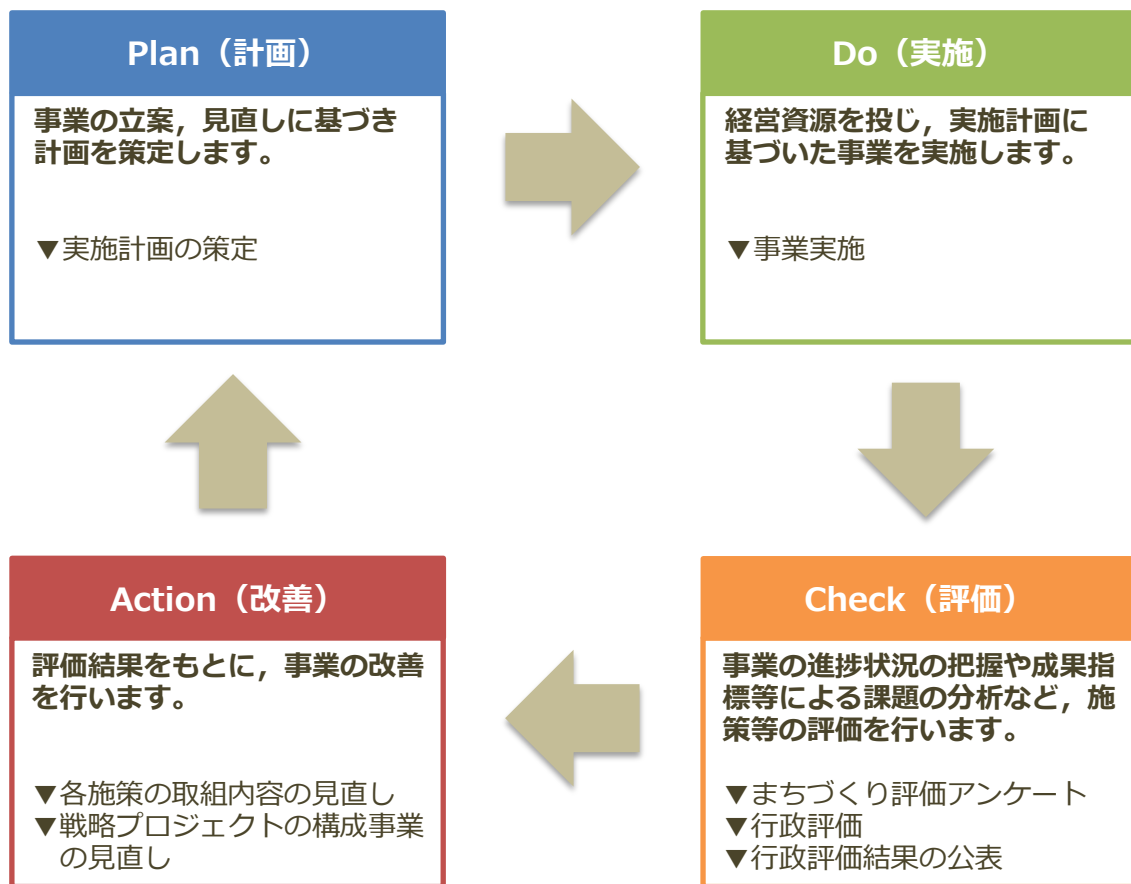 Plan（計画）
事業の立案，見直しに基づき
計画を策定します。
▼実施計画の策定
Do（実施）
経営資源を投じ，実施計画に
基づいた事業を実施します。
▼事業実施
Action（改善）
評価結果をもとに，事業の改善
を行います。
▼各施策の取組内容の見直し
▼戦略プロジェクトの構成事業
の見直し
Check（評価）
事業の進捗状況の把握や成果指
標等による課題の分析など，施
策等の評価を行います。
▼まちづくり評価アンケート
▼行政評価
▼行政評価結果の公表